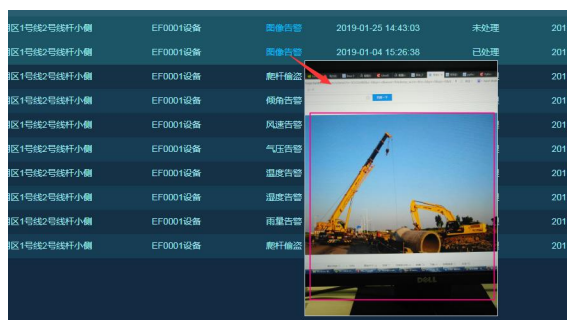 区1号线2号线杆小侧 EF0001设备 图像告警 2019-01-25 14:43:03 未处理 201
区1号线2号线杆小侧 EF0001设备 图像告警 2019-01-04 15:26:38 已处理 201
区1号线2号线杆小侧 EF0001设备 爬杆偷盗 201
区1号线2号线杆小侧 EF0001设备 倾角告警 201
区1号线2号线杆小侧 EF0001设备 风速告警 201
区1号线2号线杆小侧 EF0001设备 气压告警 201
区1号线2号线杆小侧 EF0001设备 温度告警 201
区1号线2号线杆小侧 EF0001设备 湿度告警 201
区1号线2号线杆小侧 EF0001设备 雨量告警 201
区1号线2号线杆小侧 EF0001设备 爬杆偷盗 201
DELL